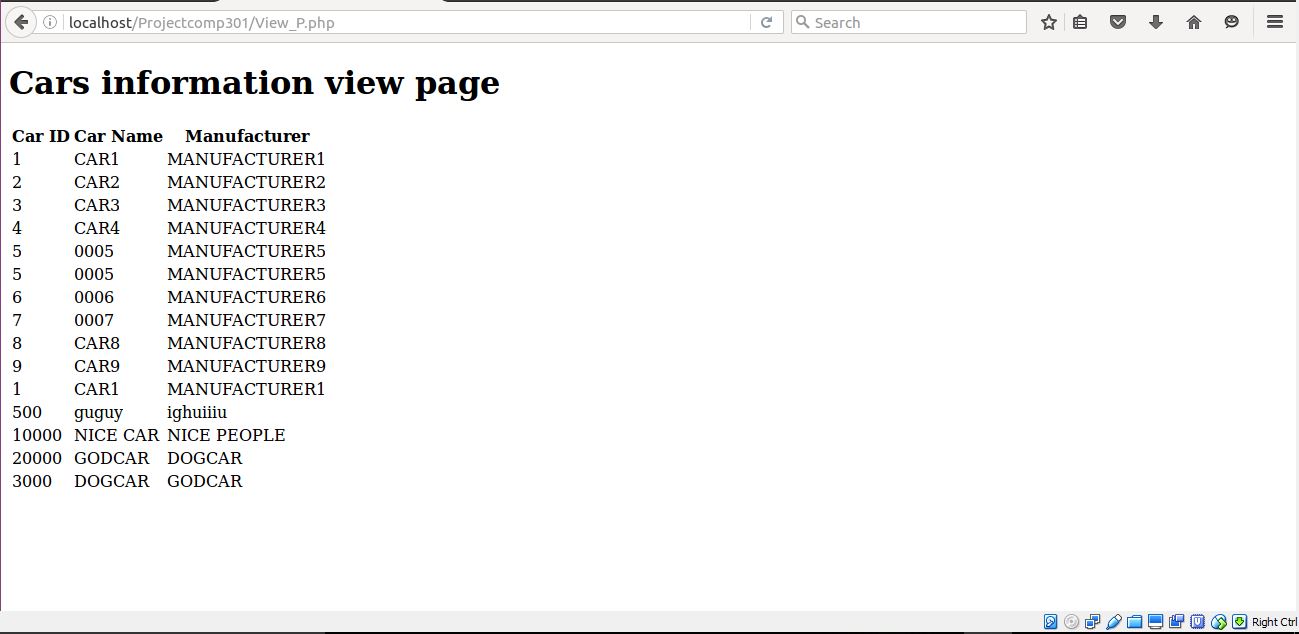 localhost/Projectcomp301/View_P.php
Search
Cars information view page
Car ID Car Name Manufacturer
1 CAR1 MANUFACTURER1
2 CAR2 MANUFACTURER2
3 CAR3 MANUFACTURER3
4 CAR4 MANUFACTURER4
5 0005 MANUFACTURER5
5 0005 MANUFACTURER5
6 0006 MANUFACTURER6
7 0007 MANUFACTURER7
8 CAR8 MANUFACTURER8
9 CAR9 MANUFACTURER9
1 CAR1 MANUFACTURER1
500 guguy ighuiiiu
10000 NICE CAR NICE PEOPLE
20000 GODCAR DOGCAR
3000 DOGCAR GODCAR
Right Ctrl